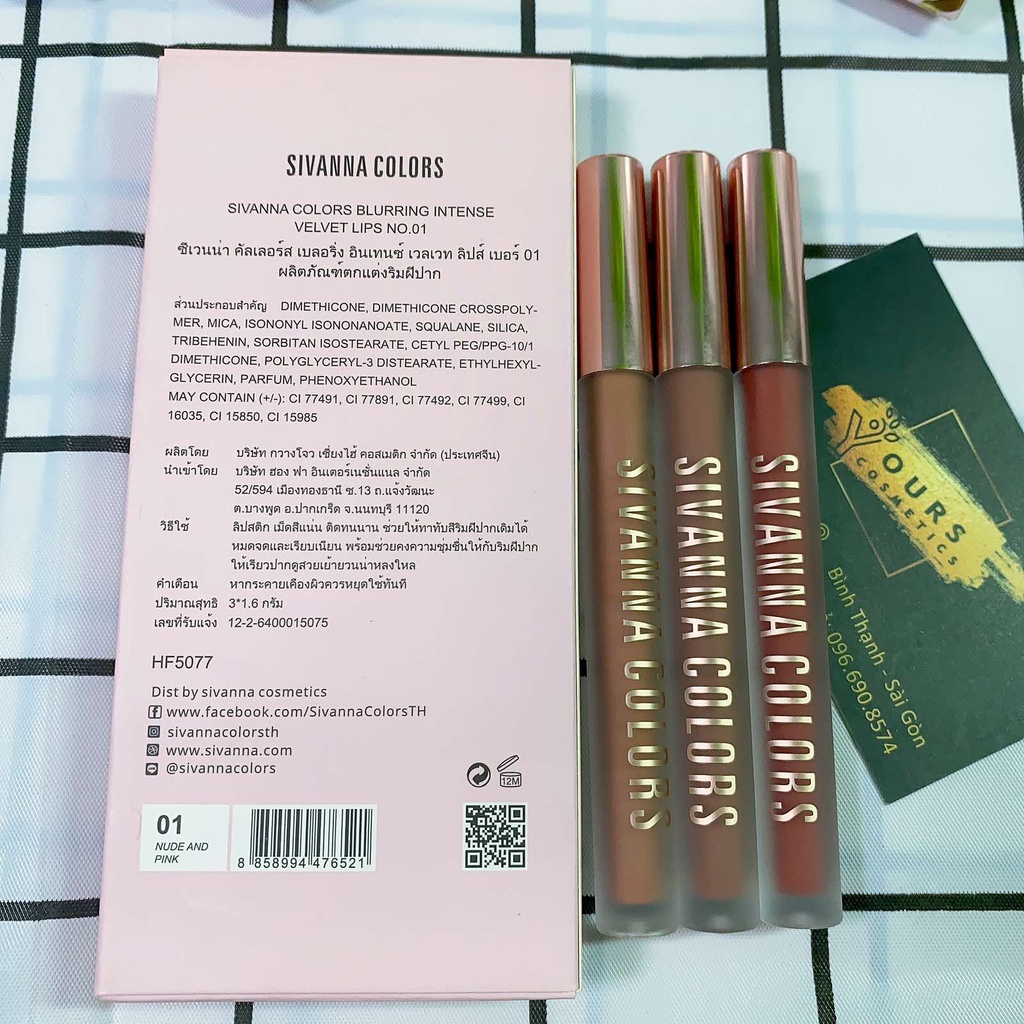 SIVANNA COLORS
SIVANNA COLORS BLURRING INTENSE
VELVET LIPS NO.01
ซีเวนน่า คัลเลอร์ส เบลอริ่ง อินเทนซ์ เวลเวท ลิปส์ เบอร์ 01
ผลิตภัณฑ์ตกแต่งริมฝีปาก
ส่วนประกอบสำคัญ DIMETHICONE, DIMETHICONE CROSSPOLY-
MER, MICA, ISONONYL ISONONANOATE, SQUALANE, SILICA,
TRIBEHENIN, SORBITAN ISOSTEARATE, CETYL PEG/PPG-10/1
DIMETHICONE, POLYGLYCERYL-3 DISTEARATE, ETHYLHEXYL-
GLYCERIN, PARFUM, PHENOXYETHANOL
MAY CONTAIN (+/-): CI 77491, CI 77891, CI 77492, CI 77499, CI
16035, CI 15850, CI 15985
ผลิตโดย บริษัท กวางโจว เซี่ยงไฮ้ คอสเมติก จำกัด (ประเทศจีน)
นำเข้าโดย บริษัท ฮอง ฟา อินเตอร์เนชั่นแนล จำกัด
52/594 เมืองทองธานี ซ.13 ถ.แจ้งวัฒนะ
ต.บางพูด อ.ปากเกร็ด จ.นนทบุรี 11120
วิธีใช้ ลิปสติก เม็ดสีแน่น ติดทนนาน ช่วยให้ทาทับสีริมฝีปากเดิมได้
หมดจดและเรียบเนียน พร้อมช่วยคงความชุ่มชื่นให้กับริมฝีปาก
ให้เรียวปากดูสวยเย้ายวนน่าหลงใหล
คำเตือน หากระคายเคืองผิวควรหยุดใช้ทันที
ปริมาณสุทธิ 3*1.6 กรัม
เลขที่รับแจ้ง 12-2-6400015075
HF5077
Dist by sivanna cosmetics
www.facebook.com/SivannaColorsTH
sivannacolorsth
www.sivanna.com
@sivannacolors
12M
01
NUDE AND
PINK
8 858994 476521
SIVANNA COLORS
SIVANNA COLORS
SIVANNA COLORS
YOURS
COSMETICS
Bình Thạnh - Sài Gòn
096.690.8574